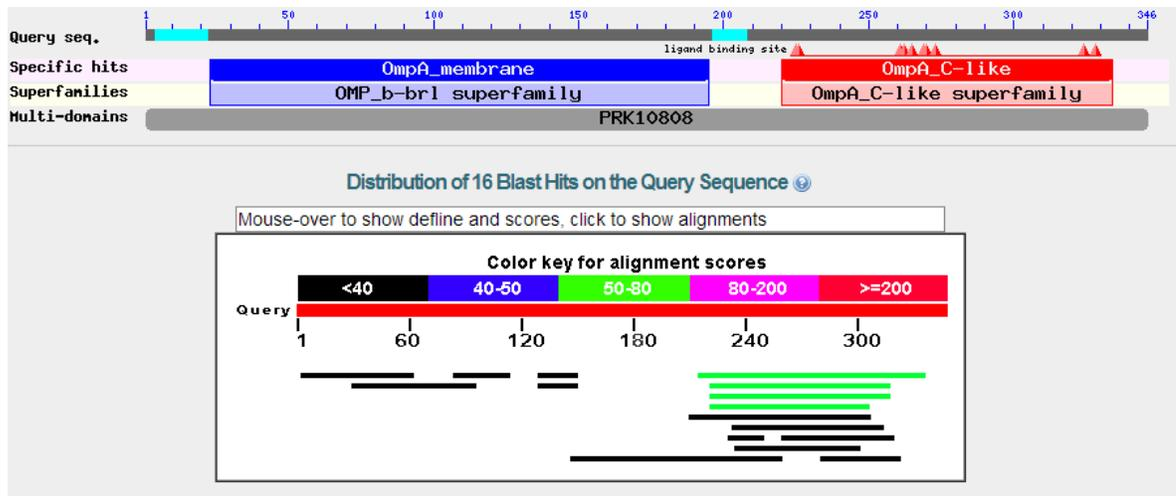 1 50 100 150 200 250 300 346
Query seq.
ligand binding site
Specific hits OmpA_membrane OmpA_C-like
Superfamilies OMP_b-brl superfamily OmpA_C-like superfamily
Multi-domains PRK10808
Distribution of 16 Blast Hits on the Query Sequence ?
Mouse-over to show defline and scores, click to show alignments
Color key for alignment scores
<40 40-50 50-80 80-200 >=200
Query
1 60 120 180 240 300